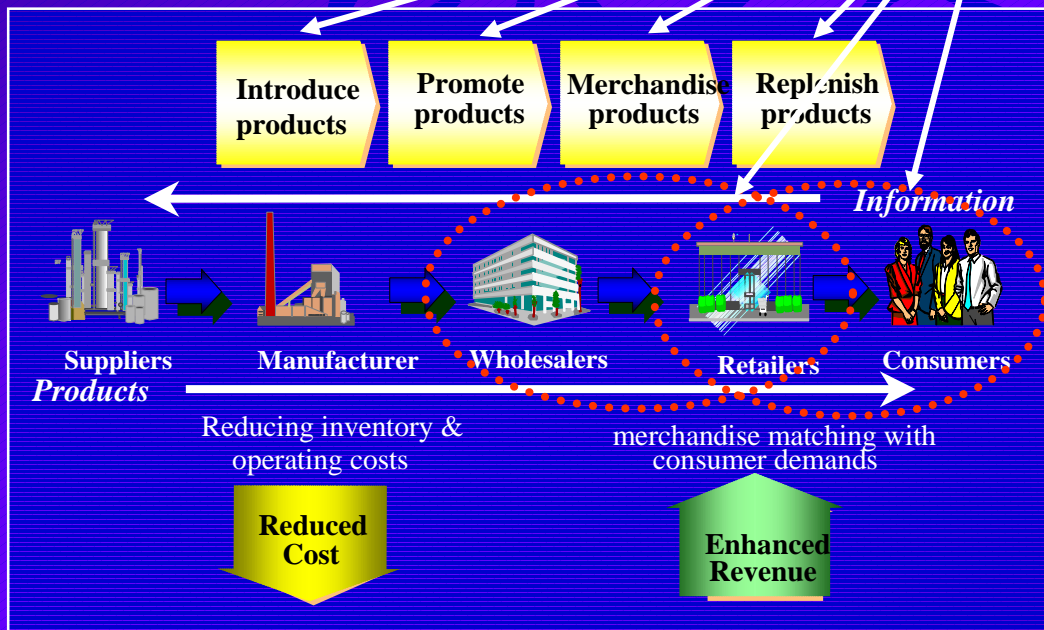 Introduce
products
Promote
products
Merchandise
products
Replenish
products
Information
Suppliers
Manufacturer
Wholesalers
Retailers
Consumers
Products
Reducing inventory &
operating costs
merchandise matching with
consumer demands
Reduced
Cost
Enhanced
Revenue